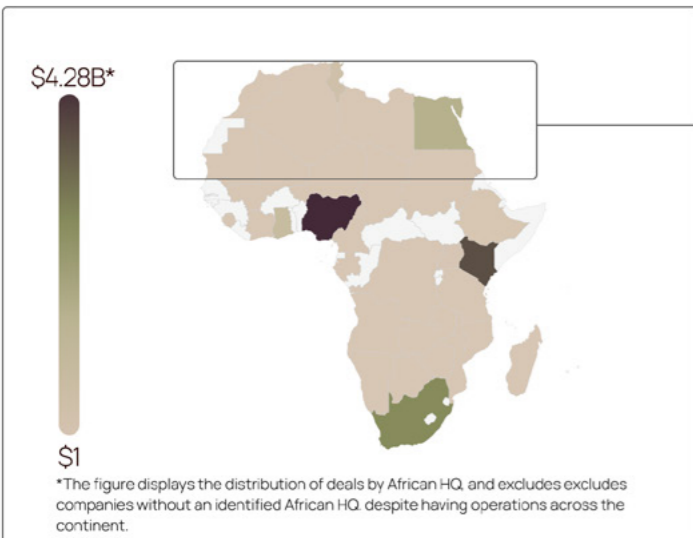 $4.28B*
$1
*The figure displays the distribution of deals by African HQ, and excludes excludes
companies without an identified African HQ, despite having operations across the
continent.